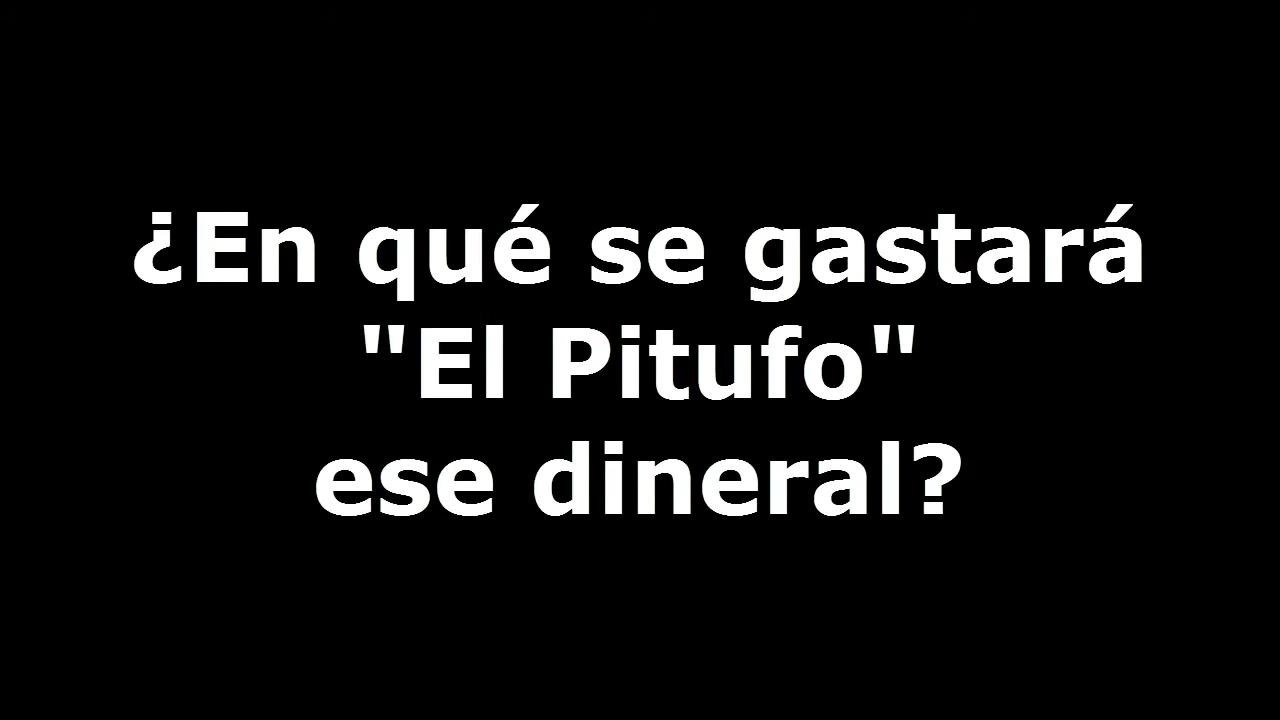 ¿En qué se gastará
"El Pitufo"
ese dineral?